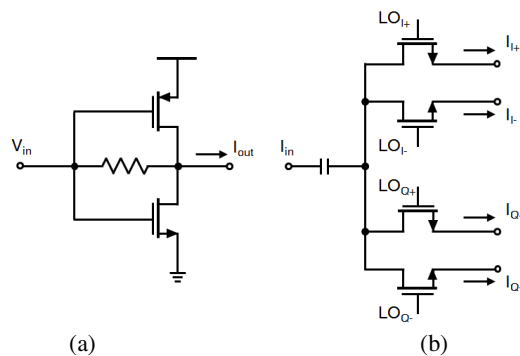 V_in
I_out
(a)
I_in
LO_I+
I_I+
I_I-
LO_I-
LO_Q+
I_Q
I_Q
LO_Q-
(b)